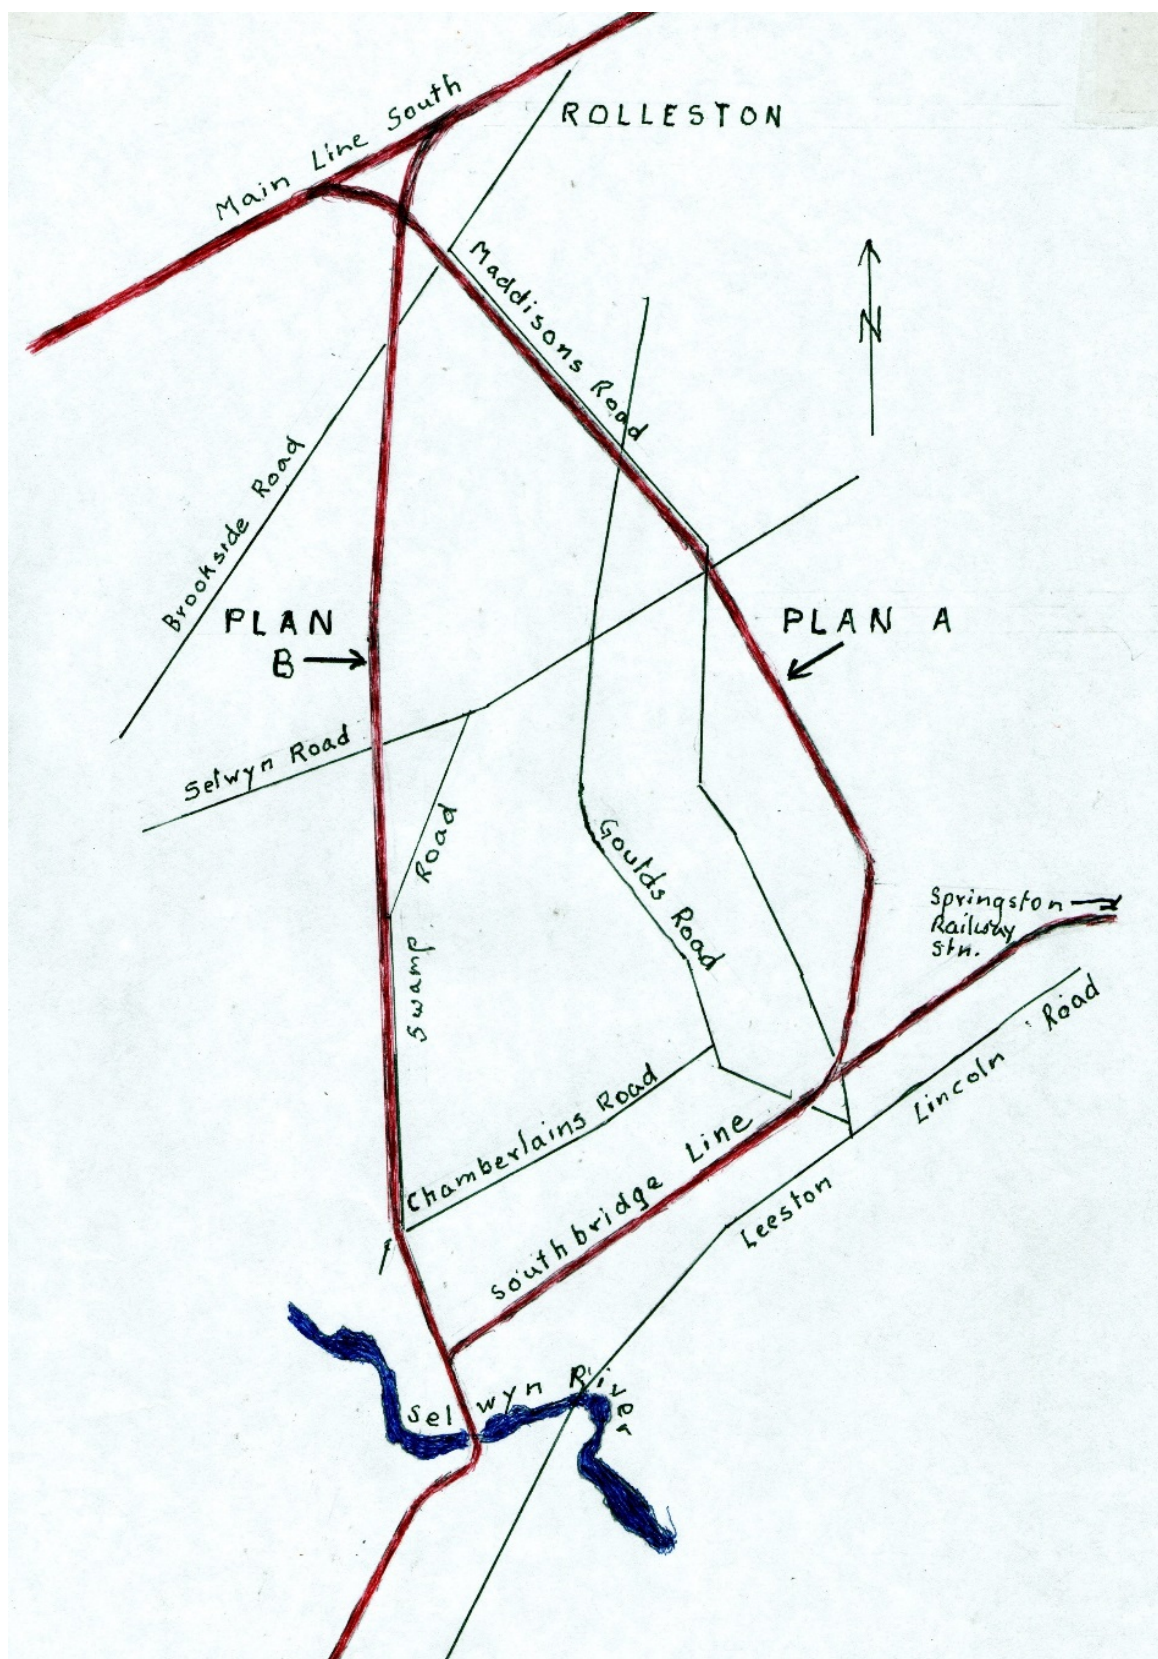 ROLLESTON
Main Line South
Maddisons Road
N
Brookside Road
PLAN
B
PLAN A
Selwyn Road
Swamp Road
Goulds Road
Springston
Railway
Stn.
Chamberlains Road
Southbridge Line
Leeston Lincoln Road
Selwyn River